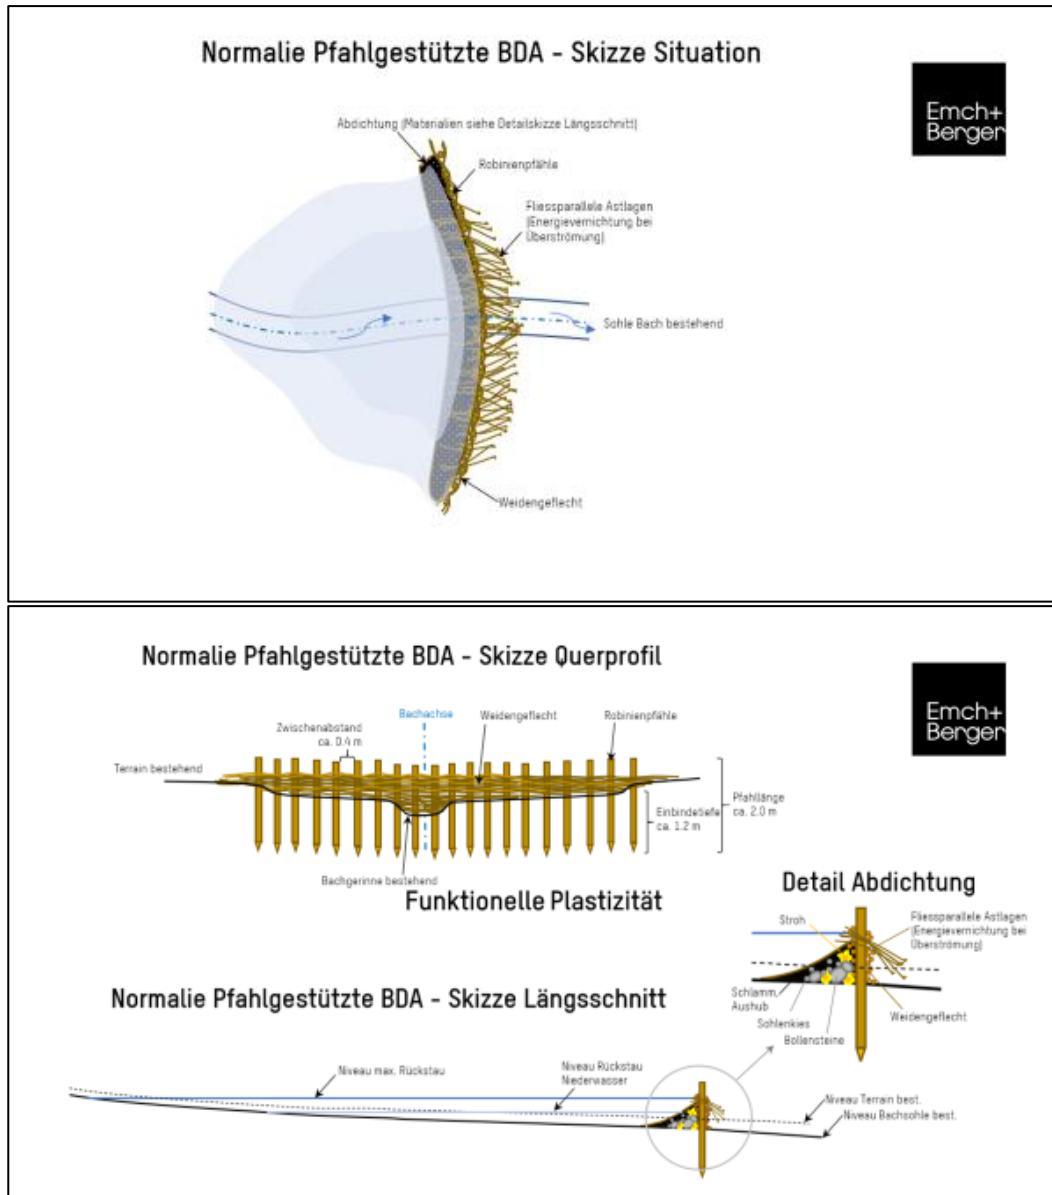 Normalie Pfahlgestützte BDA - Skizze Situation
Emch+
Berger
Abdichtung (Materialien siehe Detailskizze Längsschnitt)
Robinienpfähle
Fliessparallele Astlagen
(Energievernichtung bei
Überströmung)
Sohle Bach bestehend
Weidengeflecht
Normalie Pfahlgestützte BDA - Skizze Querprofil
Emch+
Berger
Bachachse
Weidengeflecht
Robinienpfähle
Zwischenabstand
ca. 0.4 m
Terrain bestehend
Einbindetiefe
ca. 1.2 m
Pfahllänge
ca. 2.0 m
Bachgerinne bestehend
Funktionelle Plastizität
Detail Abdichtung
Stroh
Fliessparallele Astlagen
(Energievernichtung bei
Überströmung)
Schlamm,
Aushub
Sohlenkies
Bollensteine
Weidengeflecht
Normalie Pfahlgestützte BDA - Skizze Längsschnitt
Niveau max. Rückstau
Niveau Rückstau
Niederwasser
Niveau Terrain best.
Niveau Bachsohle best.